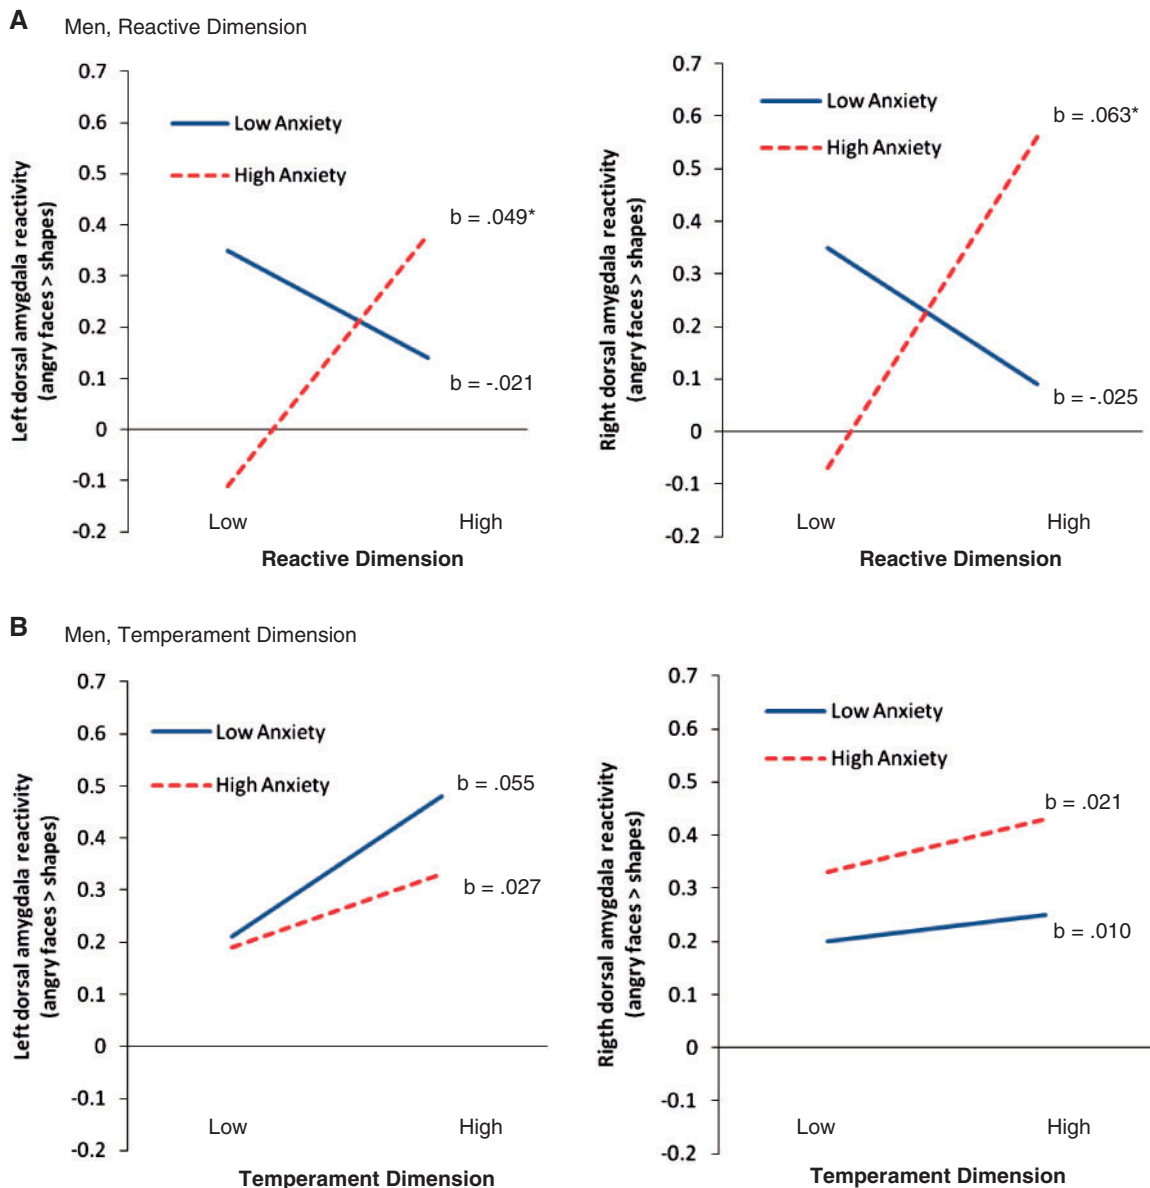 A Men, Reactive Dimension
Left dorsal amygdala reactivity
(angry faces > shapes)
0.7
0.6
0.5
0.4
0.3
0.2
0.1
0
-0.1
-0.2
Low Anxiety
High Anxiety
b = .049*
b = -.021
Low High
Reactive Dimension
Right dorsal amygdala reactivity
(angry faces > shapes)
0.7
0.6
0.5
0.4
0.3
0.2
0.1
0
-0.1
-0.2
Low Anxiety
High Anxiety
b = .063*
b = -.025
Low High
Reactive Dimension
B Men, Temperament Dimension
Left dorsal amygdala reactivity
(angry faces > shapes)
0.7
0.6
0.5
0.4
0.3
0.2
0.1
0
-0.1
-0.2
Low Anxiety
High Anxiety
b = .055
b = .027
Low High
Temperament Dimension
Rigth dorsal amygdala reactivity
(angry faces > shapes)
0.7
0.6
0.5
0.4
0.3
0.2
0.1
0
-0.1
-0.2
Low Anxiety
High Anxiety
b = .021
b = .010
Low High
Temperament Dimension